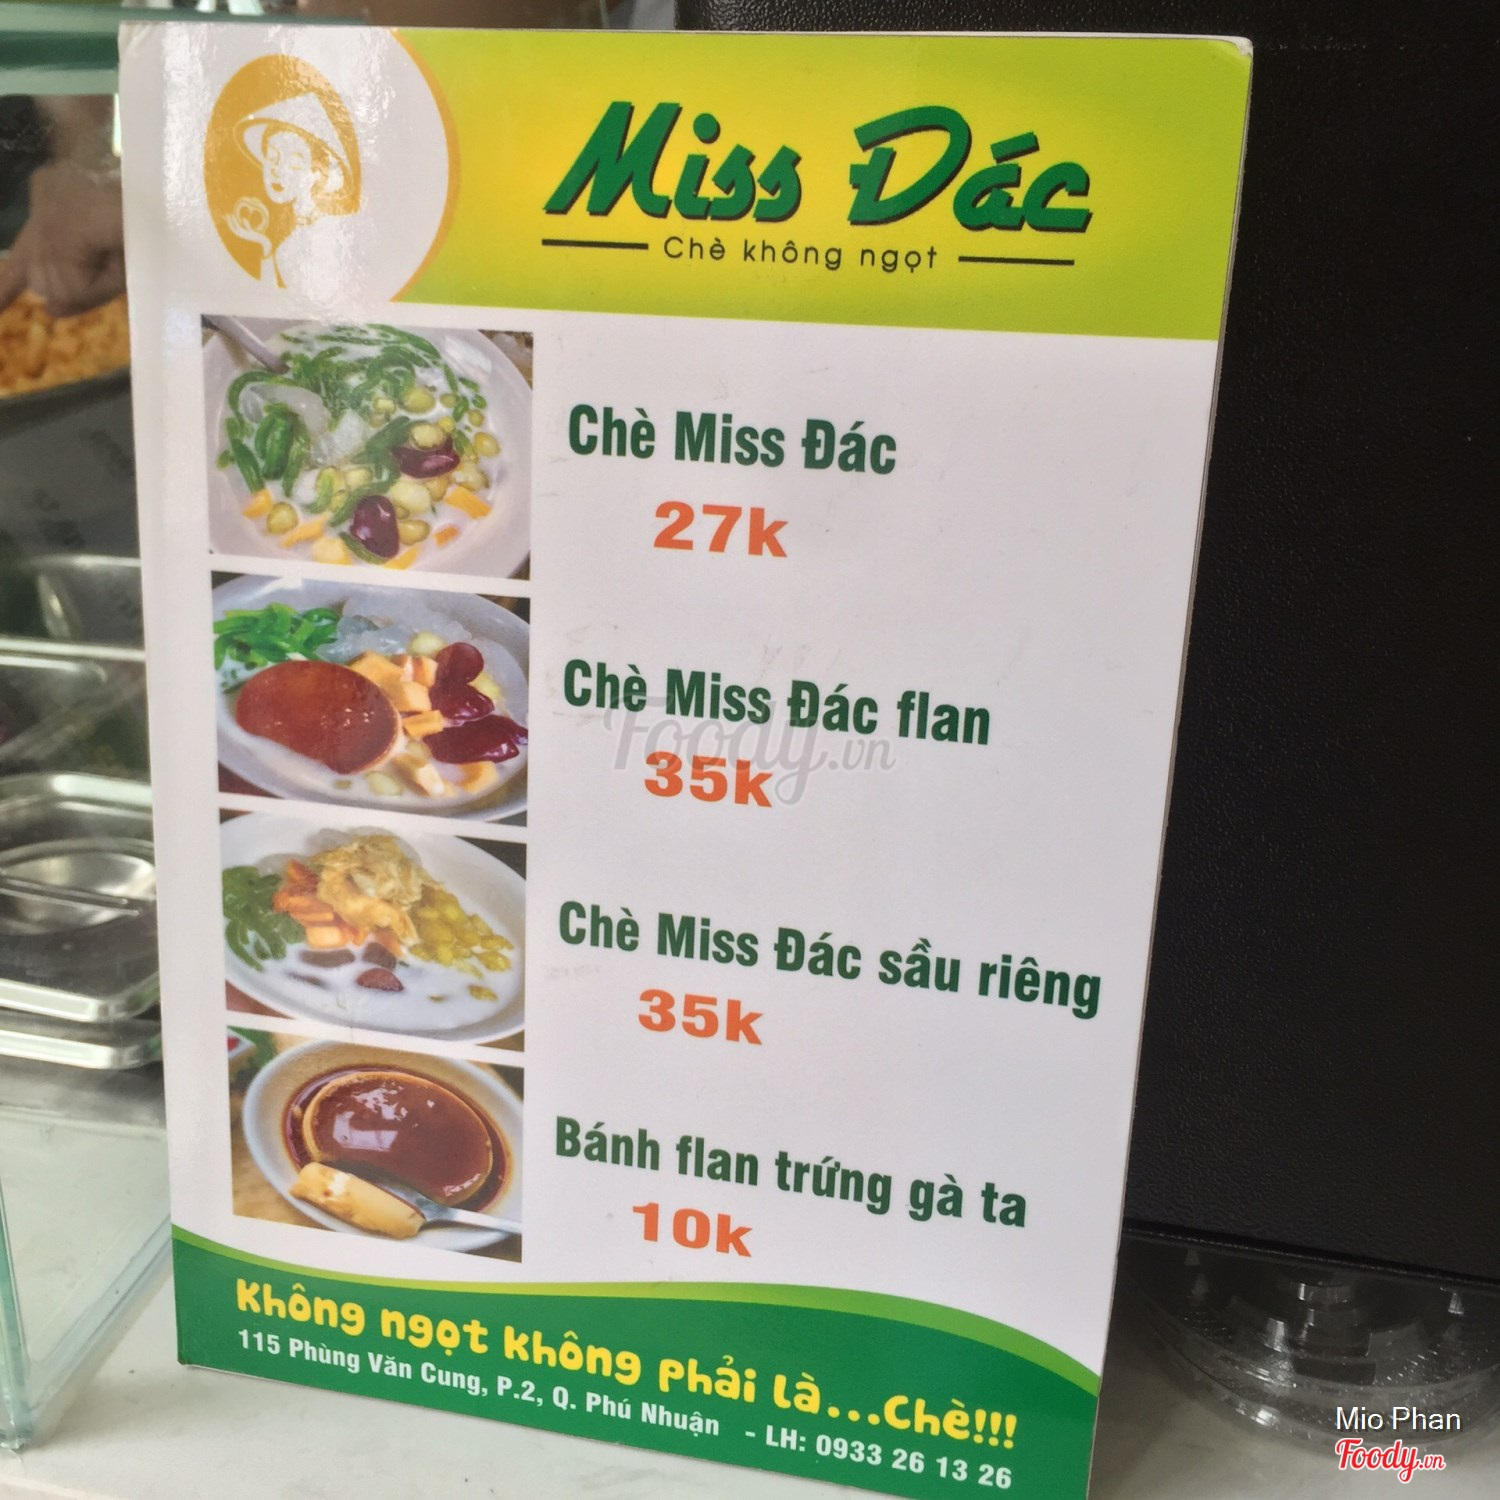 Miss Đác
Chè không ngọt
Chè Miss Đác
27k
Chè Miss Đác flan
35k
Foody.vn
Chè Miss Đác sầu riêng
35k
Bánh flan trứng gà ta
10k
Không ngọt không phải là...Chè!!!
115 Phùng Văn Cung, P.2, Q. Phú Nhuận - LH: 0933 26 13 26
Mio Phan
Foody.vn